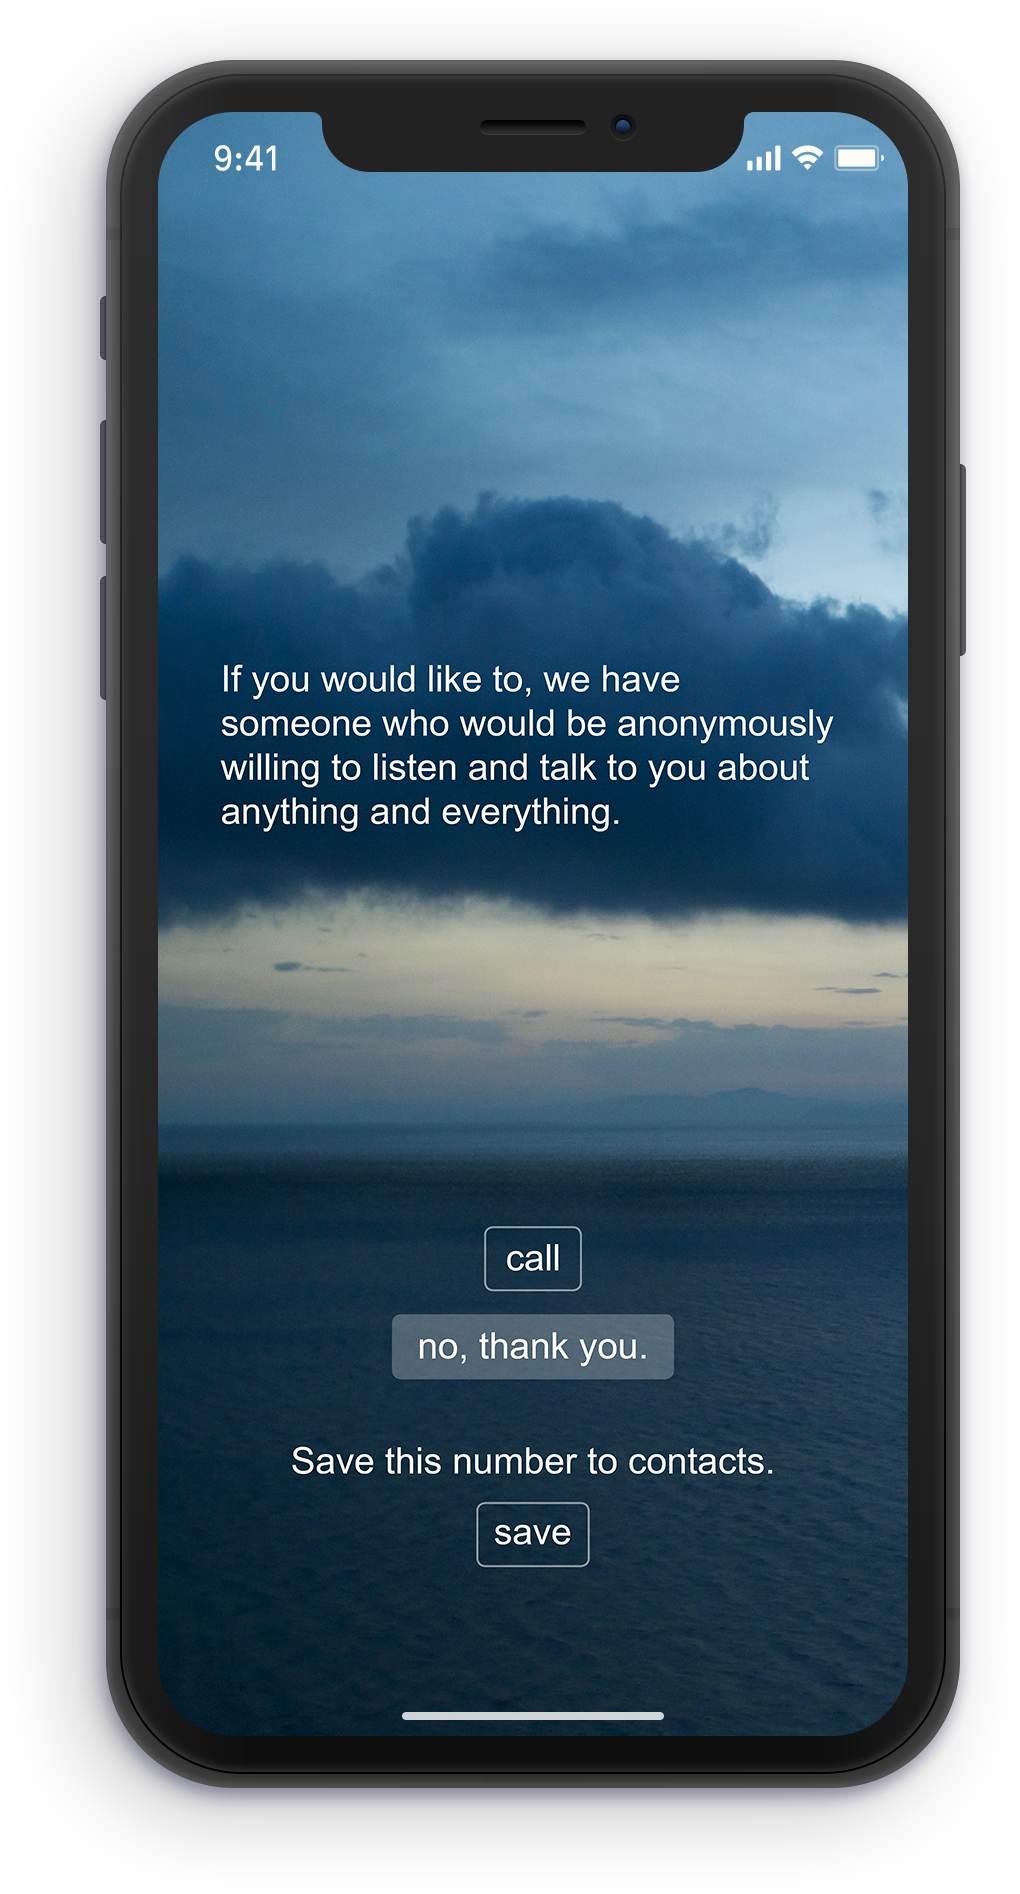 9:41
If you would like to, we have
someone who would be anonymously
willing to listen and talk to you about
anything and everything.
call
no, thank you.
Save this number to contacts.
save